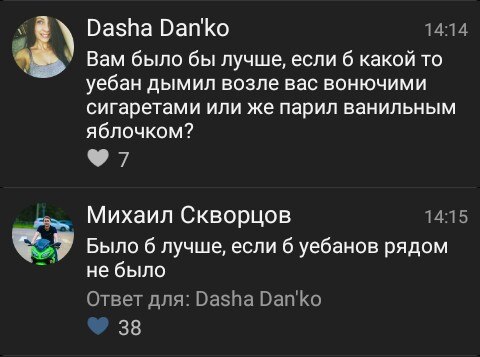 Dasha Dan'ko
14:14
Вам было бы лучше, если б какой то
уебан дымил возле вас вонючими
сигаретами или же парил ванильным
яблочком?
7
Михаил Скворцов
14:15
Было б лучше, если б уебанов рядом
не было
Ответ для: Dasha Dan'ko
38